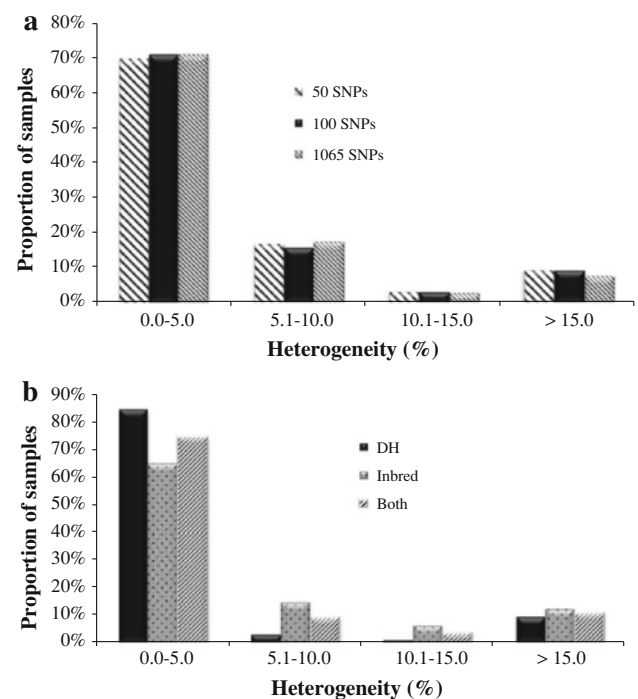 a
80%
70%
60%
50%
40%
30%
20%
10%
0%
Proportion of samples
50 SNPs
100 SNPs
1065 SNPs
0.0-5.0 5.1-10.0 10.1-15.0 > 15.0
Heterogeneity (%)
b
90%
80%
70%
60%
50%
40%
30%
20%
10%
0%
Proportion of samples
DH
Inbred
Both
0.0-5.0 5.1-10.0 10.1-15.0 > 15.0
Heterogeneity (%)